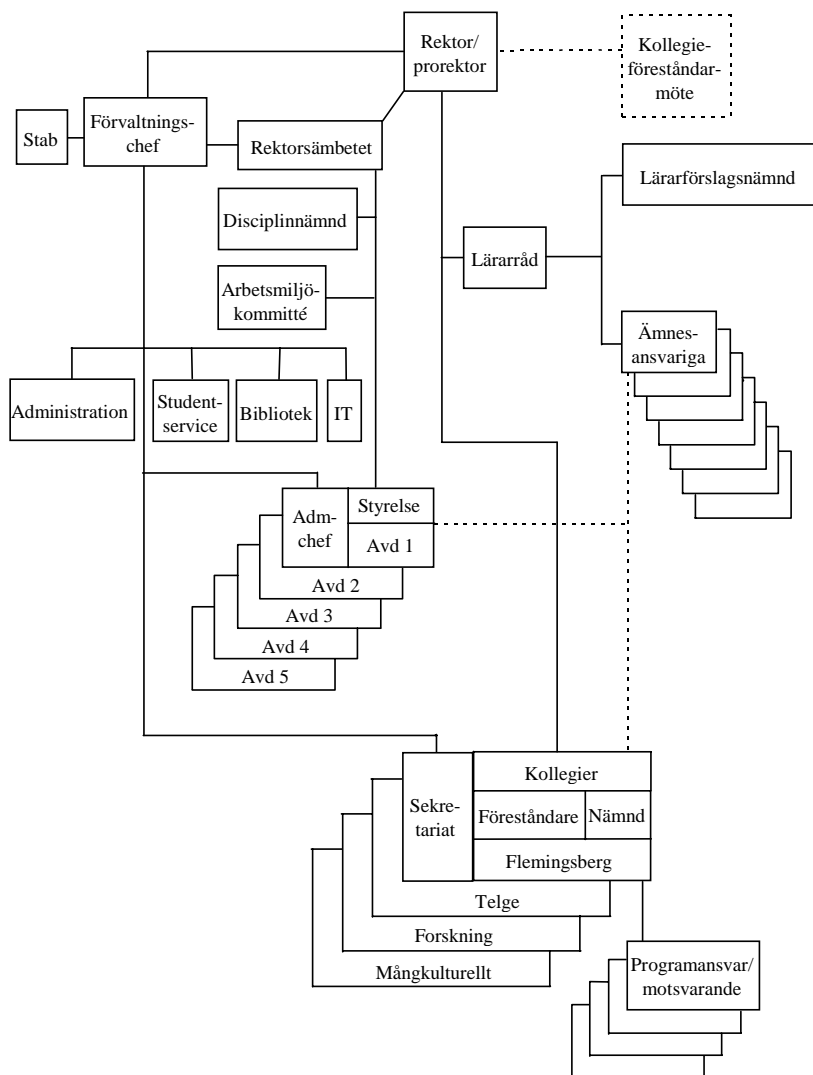 Rektor/
prorektor
Kollegie-
föreståndar-
möte
Stab
Förvaltnings-
chef
Rektorsämbetet
Lärarförslagsnämnd
Disciplinnämnd
Lärarråd
Arbetsmiljö-
kommitté
Ämnes-
ansvariga
Administration
Student-
service
Bibliotek
IT
Adm-
chef
Styrelse
Avd 1
Avd 2
Avd 3
Avd 4
Avd 5
Sekre-
tariat
Kollegier
Föreståndare
Nämnd
Flemingsberg
Telge
Forskning
Mångkulturellt
Programansvar/
motsvarande